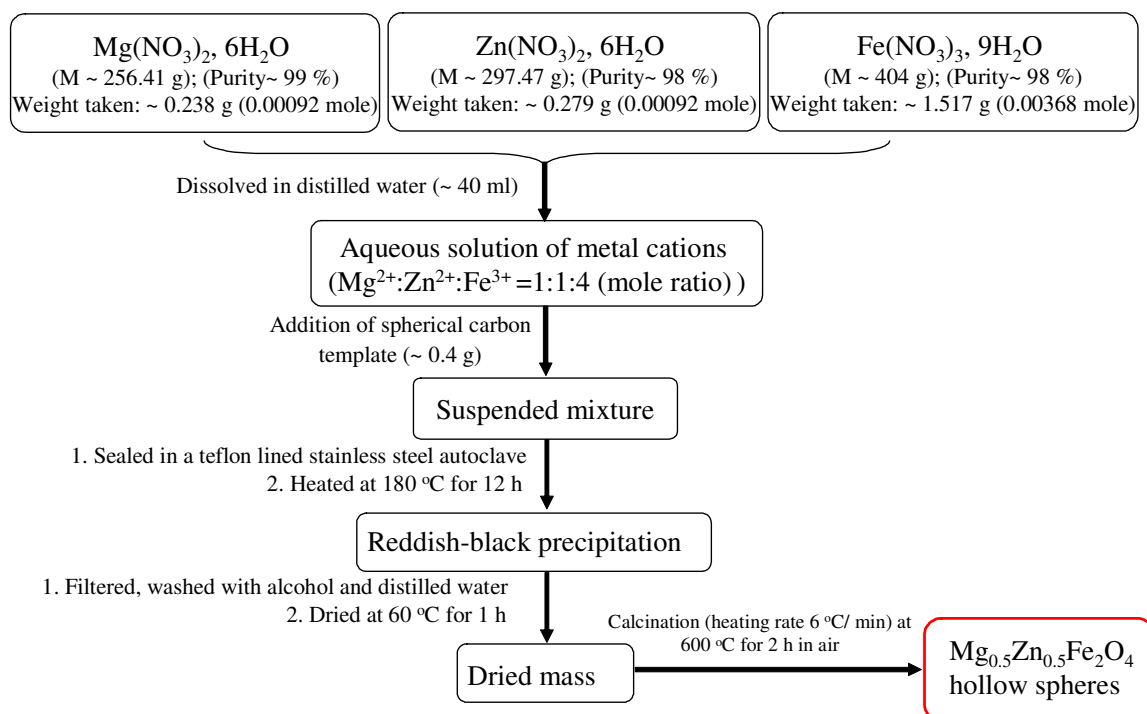 Mg(NO₃)₂, 6H₂O
(M ~ 256.41 g); (Purity~ 99 %)
Weight taken: ~ 0.238 g (0.00092 mole)
Zn(NO₃)₂, 6H₂O
(M ~ 297.47 g); (Purity~ 98 %)
Weight taken: ~ 0.279 g (0.00092 mole)
Fe(NO₃)₃, 9H₂O
(M ~ 404 g); (Purity~ 98 %)
Weight taken: ~ 1.517 g (0.00368 mole)
Dissolved in distilled water (~ 40 ml)
Aqueous solution of metal cations
(Mg²⁺:Zn²⁺:Fe³⁺ =1:1:4 (mole ratio) )
Addition of spherical carbon
template (~ 0.4 g)
Suspended mixture
1. Sealed in a teflon lined stainless steel autoclave
2. Heated at 180 °C for 12 h
Reddish-black precipitation
1. Filtered, washed with alcohol and distilled water
2. Dried at 60 °C for 1 h
Dried mass
Calcination (heating rate 6 °C/ min) at
600 °C for 2 h in air
Mg₀.₅Zn₀.₅Fe₂O₄
hollow spheres